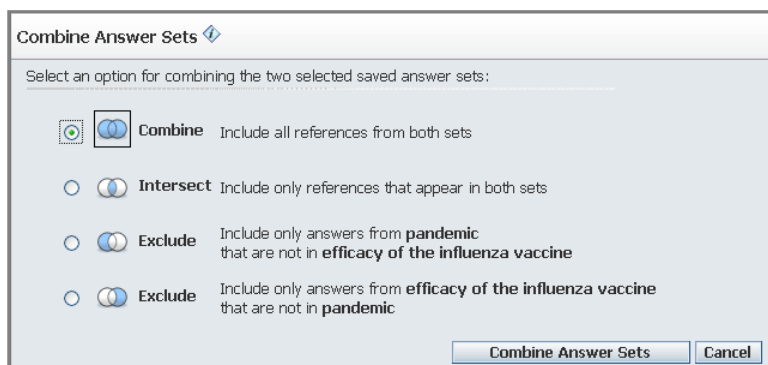 Combine Answer Sets
Select an option for combining the two selected saved answer sets:
Combine Include all references from both sets
Intersect Include only references that appear in both sets
Exclude Include only answers from pandemic
that are not in efficacy of the influenza vaccine
Exclude Include only answers from efficacy of the influenza vaccine
that are not in pandemic
Combine Answer Sets Cancel